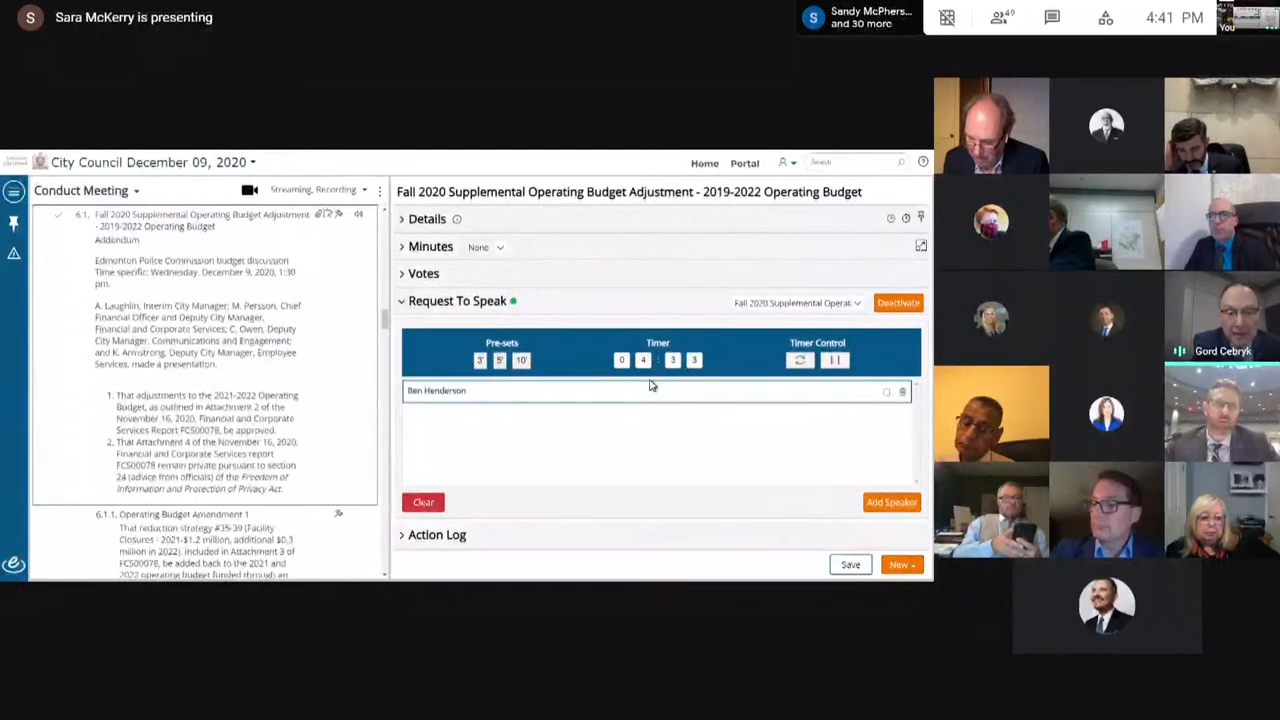 S Sara McKerry is presenting
S Sandy McPhers...
and 30 more
49
4:41 PM
You
City Council December 09, 2020
Home Portal Search
Conduct Meeting
Streaming, Recording
6.1. Fall 2020 Supplemental Operating Budget Adjustment
- 2019-2022 Operating Budget
Addendum
Edmonton Police Commission budget discussion
Time specific: Wednesday, December 9, 2020, 1:30
pm.
A. Laughlin, Interim City Manager; M. Persson, Chief
Financial Officer and Deputy City Manager,
Financial and Corporate Services; C. Owen, Deputy
City Manager, Communications and Engagement;
and K. Armstrong, Deputy City Manager, Employee
Services, made a presentation.
1. That adjustments to the 2021-2022 Operating
Budget, as outlined in Attachment 2 of the
November 16, 2020, Financial and Corporate
Services Report FCS00078, be approved.
2. That Attachment 4 of the November 16, 2020,
Financial and Corporate Services report
FCS00078 remain private pursuant to section
24 (advice from officials) of the Freedom of
Information and Protection of Privacy Act.
6.1.1. Operating Budget Amendment 1
That reduction strategy #35-39 (Facility
Closures - 2021-$1.2 million, additional $0.3
million in 2022), included in Attachment 3 of
FCS00078, be added back to the 2021 and
2022 operating budget funded through an
Fall 2020 Supplemental Operating Budget Adjustment - 2019-2022 Operating Budget
Details
Minutes None
Votes
Request To Speak Fall 2020 Supplemental Operati Deactivate
Pre-sets Timer Timer Control
3' 5' 10' 0 4 : 3 3
Ben Henderson
Clear Add Speaker
Action Log
Save New
Gord Cebryk